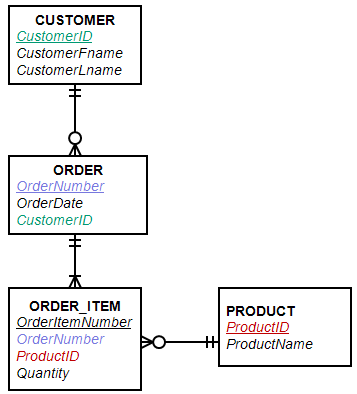 CUSTOMER
CustomerID
CustomerFname
CustomerLname
ORDER
OrderNumber
OrderDate
CustomerID
ORDER_ITEM
OrderItemNumber
OrderNumber
ProductID
Quantity
PRODUCT
ProductID
ProductName